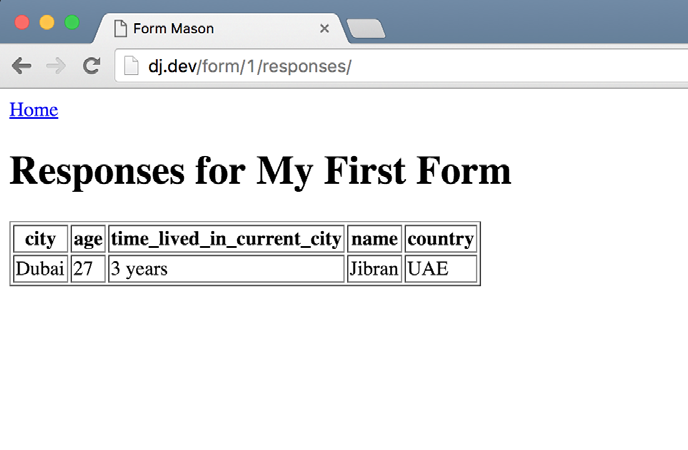 Form Mason
dj.dev/form/1/responses/
Home
Responses for My First Form
city age time_lived_in_current_city name country
Dubai 27 3 years Jibran UAE